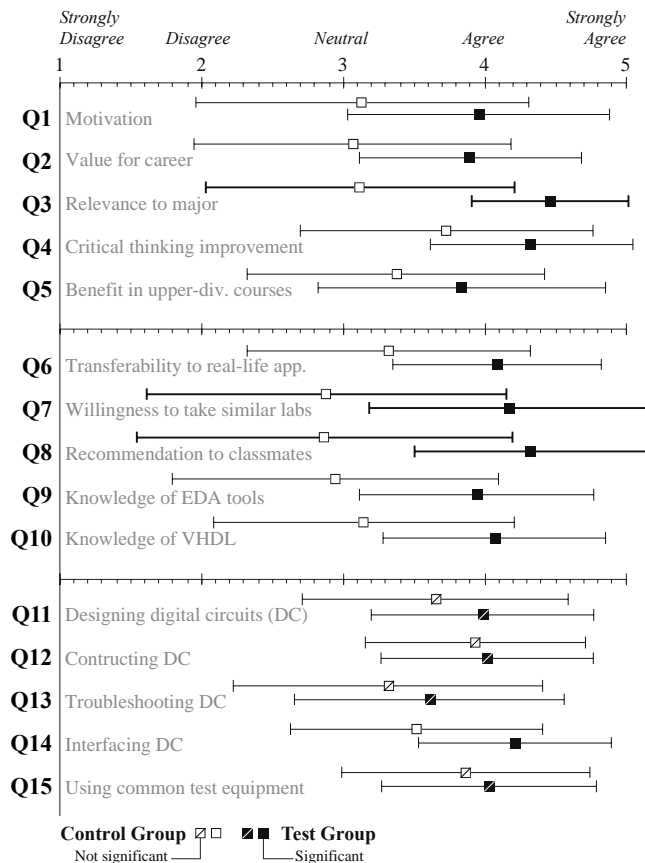 Strongly Disagree Disagree Neutral Agree Strongly Agree
1 2 3 4 5
Q1 Motivation
Q2 Value for career
Q3 Relevance to major
Q4 Critical thinking improvement
Q5 Benefit in upper-div. courses
Q6 Transferability to real-life app.
Q7 Willingness to take similar labs
Q8 Recommendation to classmates
Q9 Knowledge of EDA tools
Q10 Knowledge of VHDL
Q11 Designing digital circuits (DC)
Q12 Contructing DC
Q13 Troubleshooting DC
Q14 Interfacing DC
Q15 Using common test equipment
Control Group Test Group
Not significant Significant